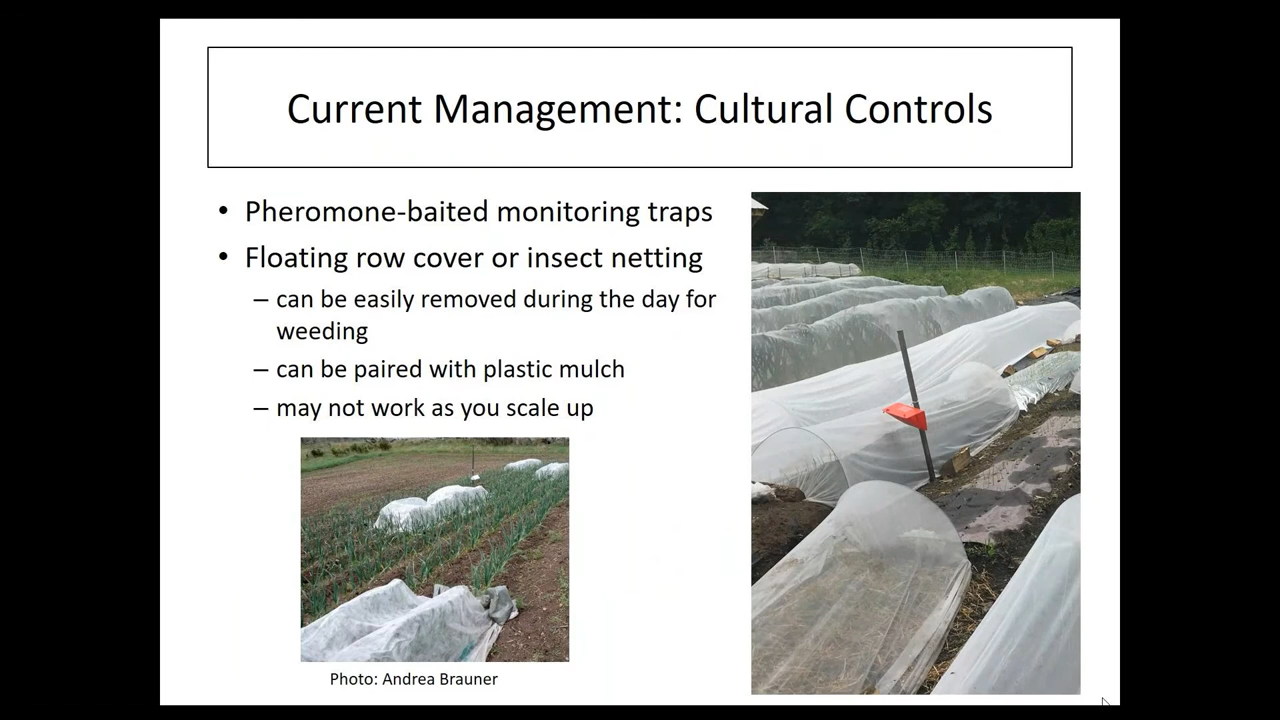 Current Management: Cultural Controls
• Pheromone-baited monitoring traps
• Floating row cover or insect netting
– can be easily removed during the day for
weeding
– can be paired with plastic mulch
– may not work as you scale up
Photo: Andrea Brauner